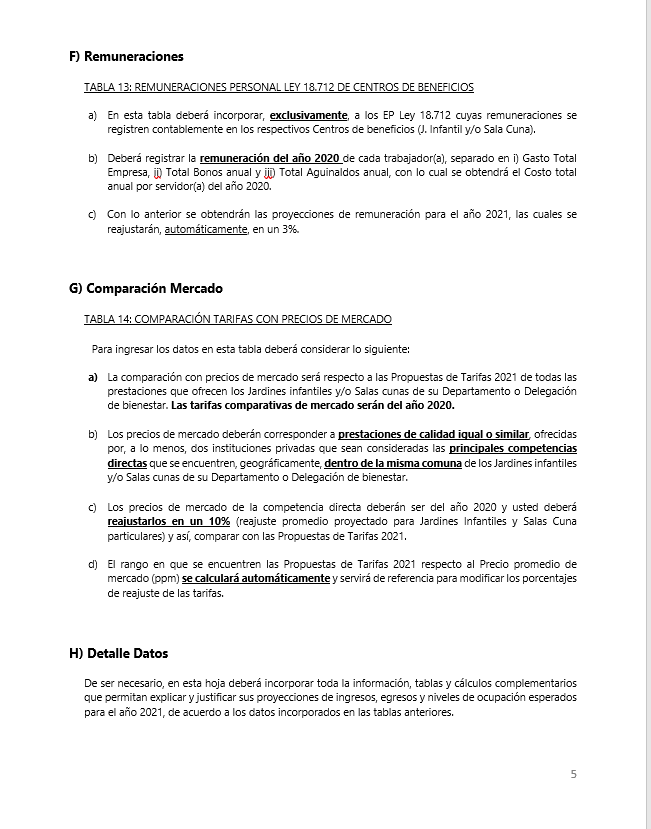 F) Remuneraciones
TABLA 13: REMUNERACIONES PERSONAL LEY 18.712 DE CENTROS DE BENEFICIOS
a) En esta tabla deberá incorporar, exclusivamente, a los EP Ley 18.712 cuyas remuneraciones se
registren contablemente en los respectivos Centros de beneficios (J. Infantil y/o Sala Cuna).
b) Deberá registrar la remuneración del año 2020 de cada trabajador(a), separado en i) Gasto Total
Empresa, ii) Total Bonos anual y iii) Total Aguinaldos anual, con lo cual se obtendrá el Costo total
anual por servidor(a) del año 2020.
c) Con lo anterior se obtendrán las proyecciones de remuneración para el año 2021, las cuales se
reajustarán, automáticamente, en un 3%.
G) Comparación Mercado
TABLA 14: COMPARACIÓN TARIFAS CON PRECIOS DE MERCADO
Para ingresar los datos en esta tabla deberá considerar lo siguiente:
a) La comparación con precios de mercado será respecto a las Propuestas de Tarifas 2021 de todas las
prestaciones que ofrecen los Jardines infantiles y/o Salas cunas de su Departamento o Delegación
de bienestar. Las tarifas comparativas de mercado serán del año 2020.
b) Los precios de mercado deberán corresponder a prestaciones de calidad igual o similar, ofrecidas
por, a lo menos, dos instituciones privadas que sean consideradas las principales competencias
directas que se encuentren, geográficamente, dentro de la misma comuna de los Jardines infantiles
y/o Salas cunas de su Departamento o Delegación de bienestar.
c) Los precios de mercado de la competencia directa deberán ser del año 2020 y usted deberá
reajustarlos en un 10% (reajuste promedio proyectado para Jardines Infantiles y Salas Cuna
particulares) y así, comparar con las Propuestas de Tarifas 2021.
d) El rango en que se encuentren las Propuestas de Tarifas 2021 respecto al Precio promedio de
mercado (ppm) se calculará automáticamente y servirá de referencia para modificar los porcentajes
de reajuste de las tarifas.
H) Detalle Datos
De ser necesario, en esta hoja deberá incorporar toda la información, tablas y cálculos complementarios
que permitan explicar y justificar sus proyecciones de ingresos, egresos y niveles de ocupación esperados
para el año 2021, de acuerdo a los datos incorporados en las tablas anteriores.
5